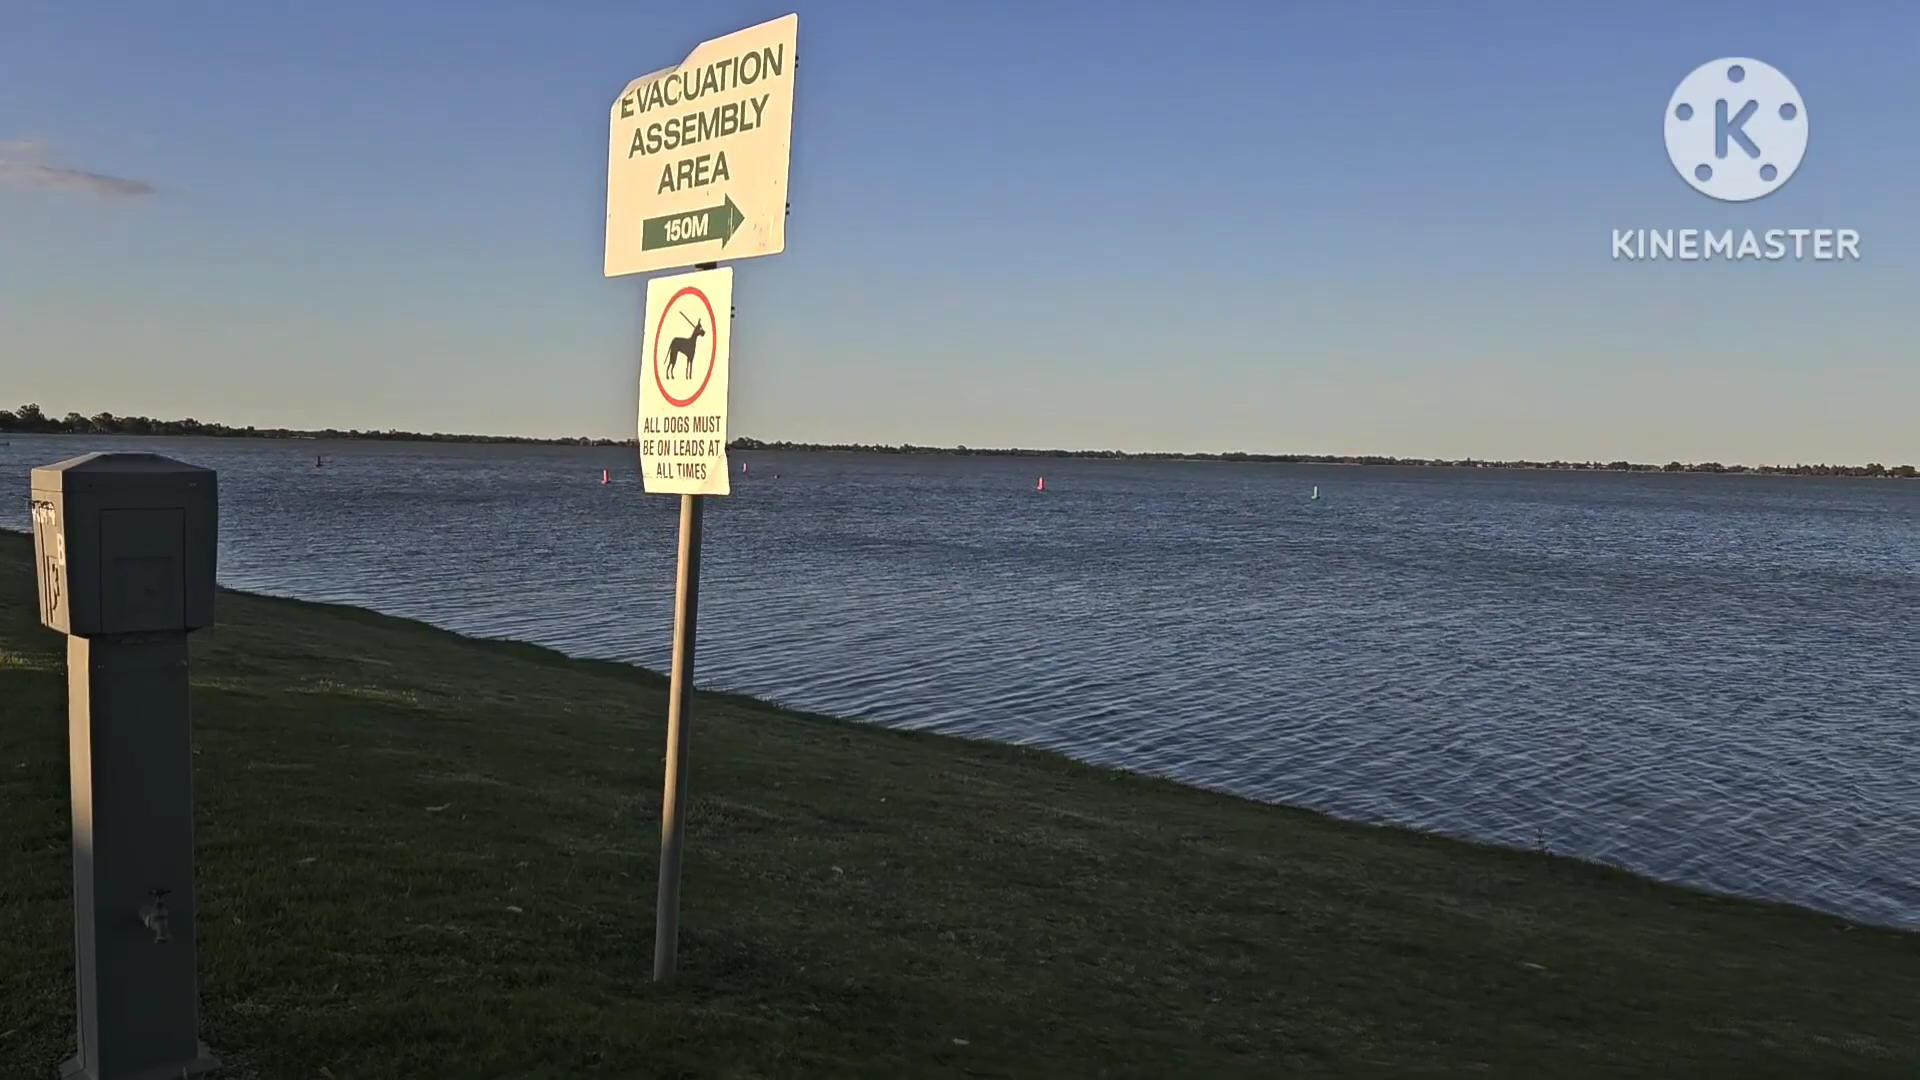 EVACUATION
ASSEMBLY
AREA
150M
ALL DOGS MUST
BE ON LEADS AT
ALL TIMES
K
KINEMASTER
B